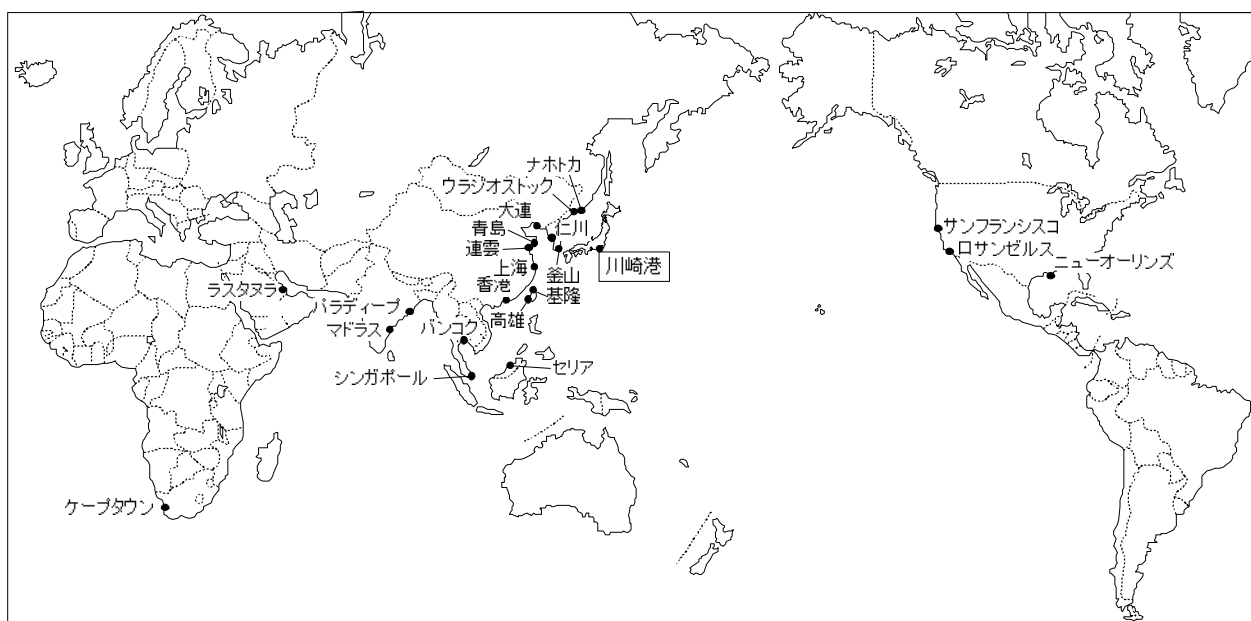 ナホトカ
ウラジオストック
大連
仁川
青島
連雲
釜山
川崎港
上海
香港
基隆
高雄
ラスタヌラ
パラディープ
マドラス
バンコク
シンガポール
セリア
ケープタウン
サンフランシスコ
ロサンゼルス
ニューオーリンズ